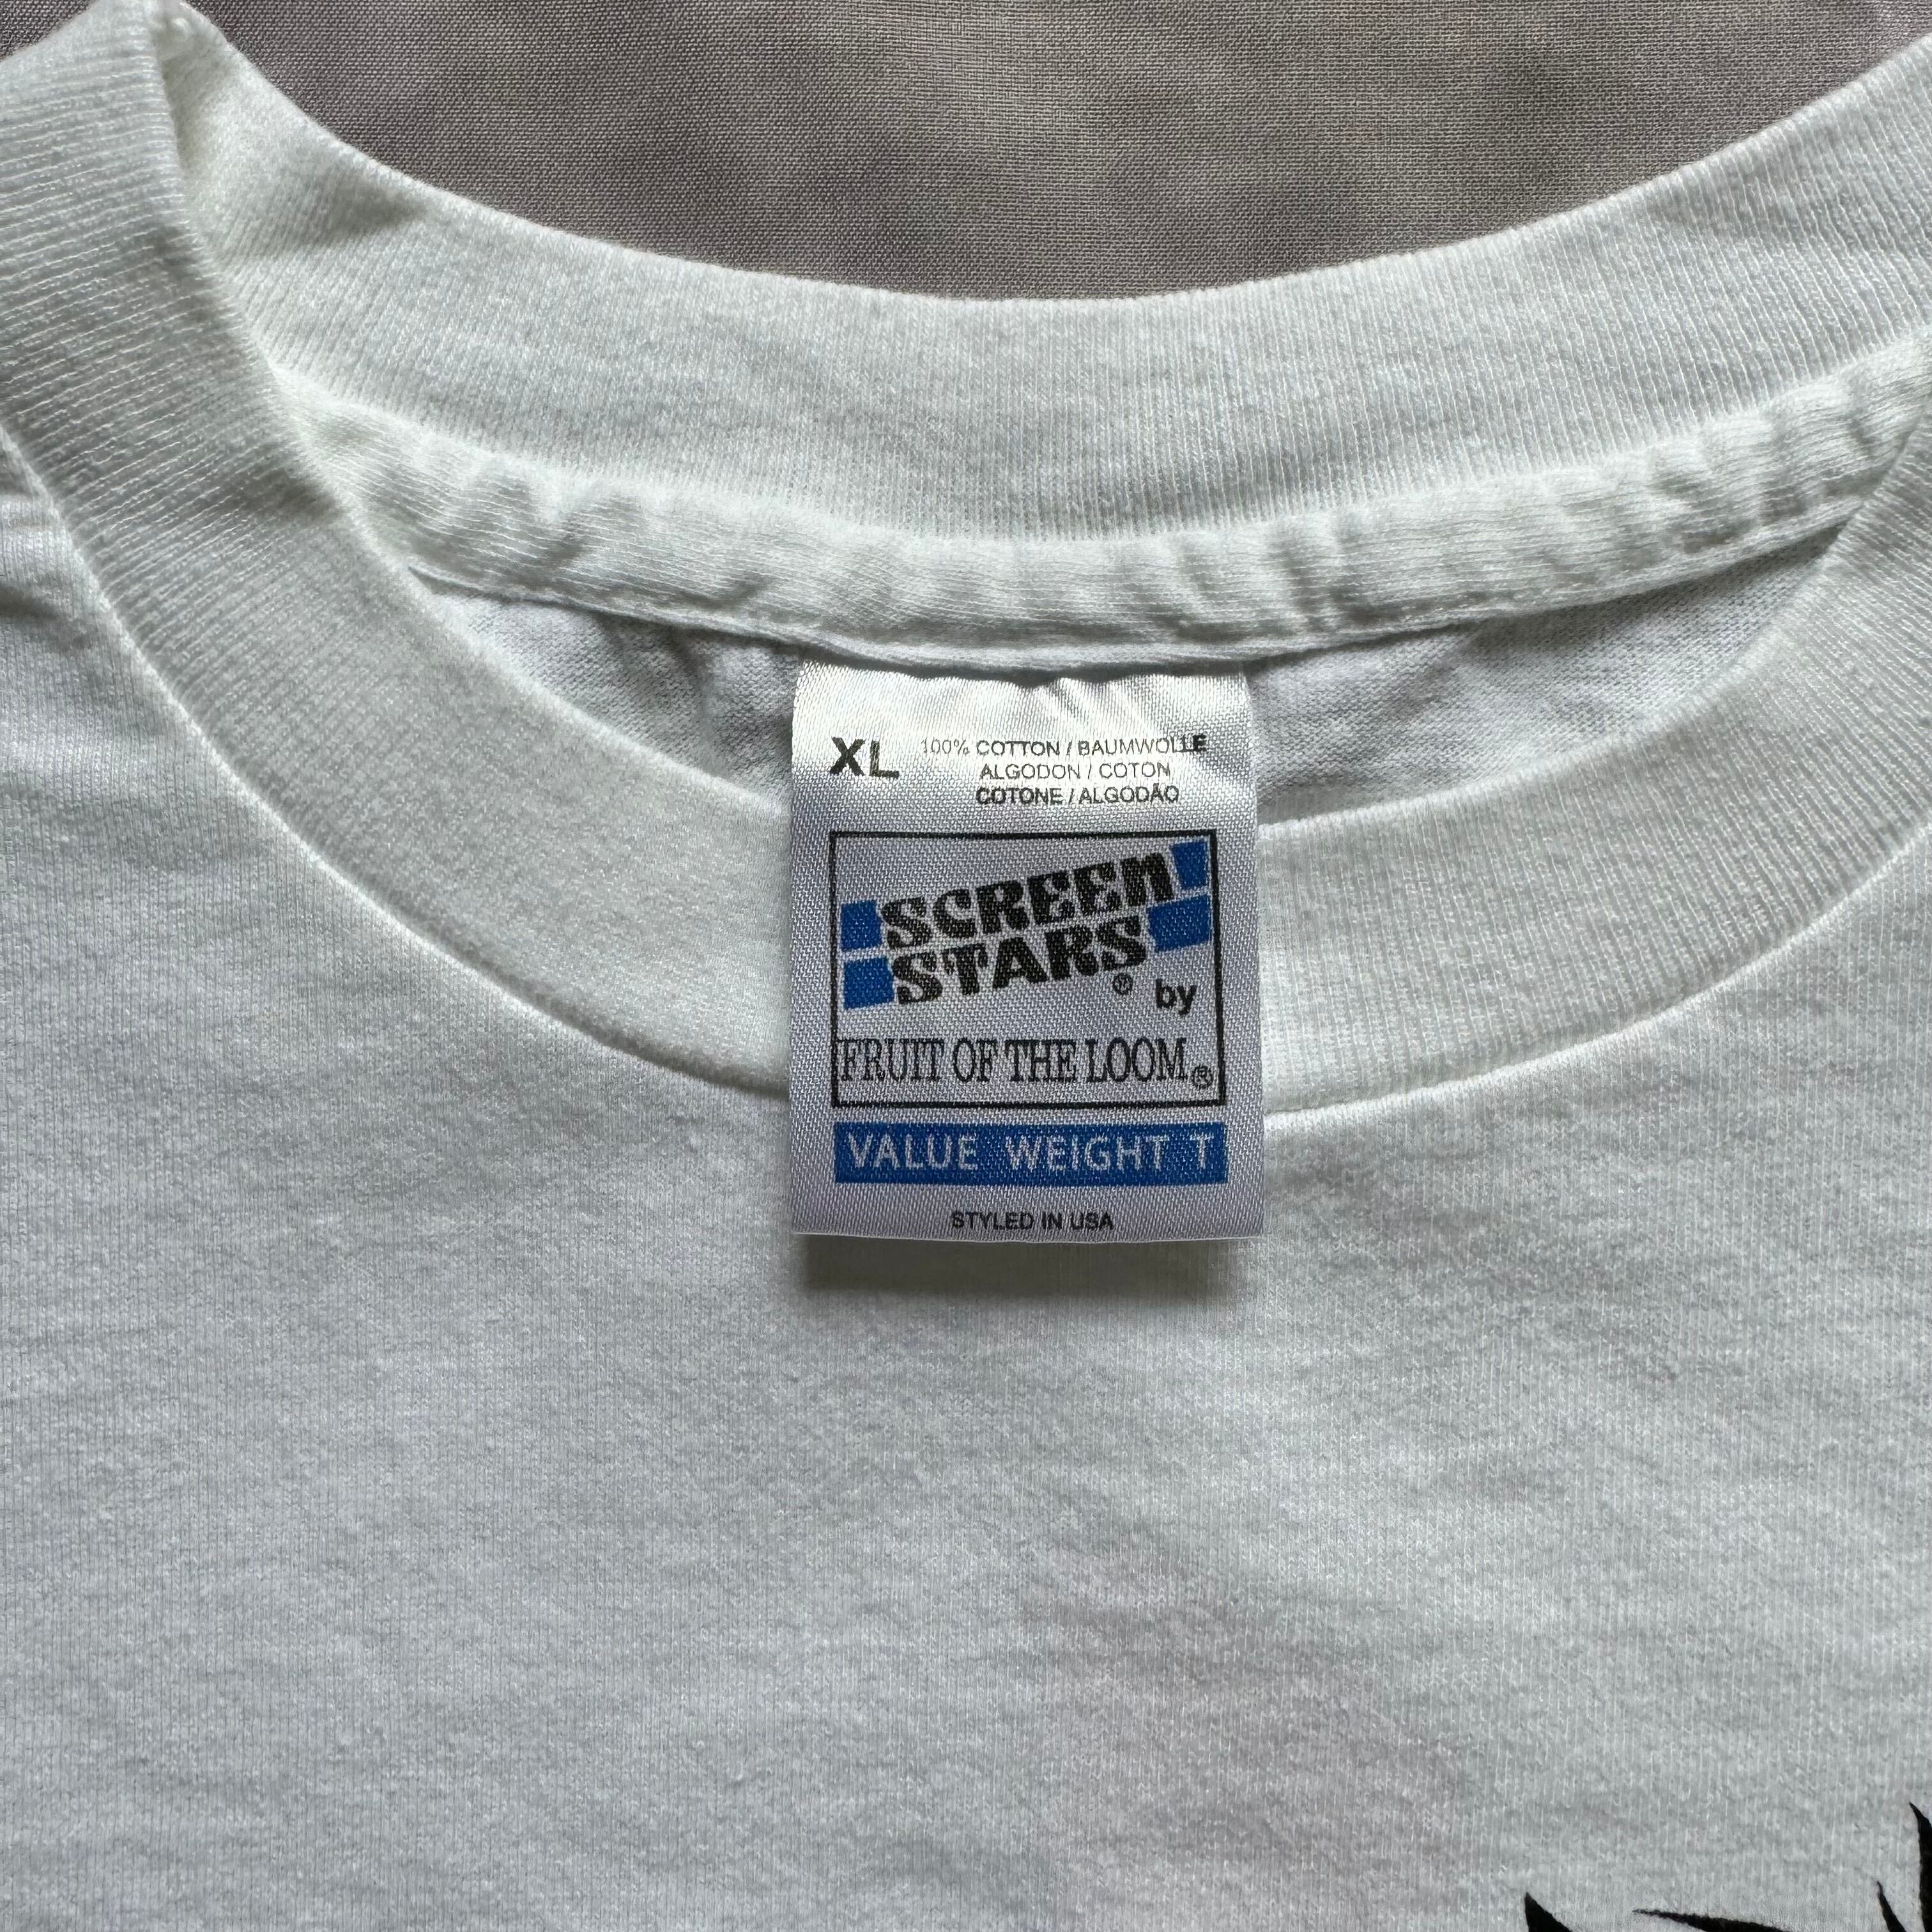 XL 100% COTTON / BAUMWOLLE
ALGODON / COTON
COTONE / ALGODÃO
SCREEN
STARS® by
FRUIT OF THE LOOM®
VALUE WEIGHT T
STYLED IN USA